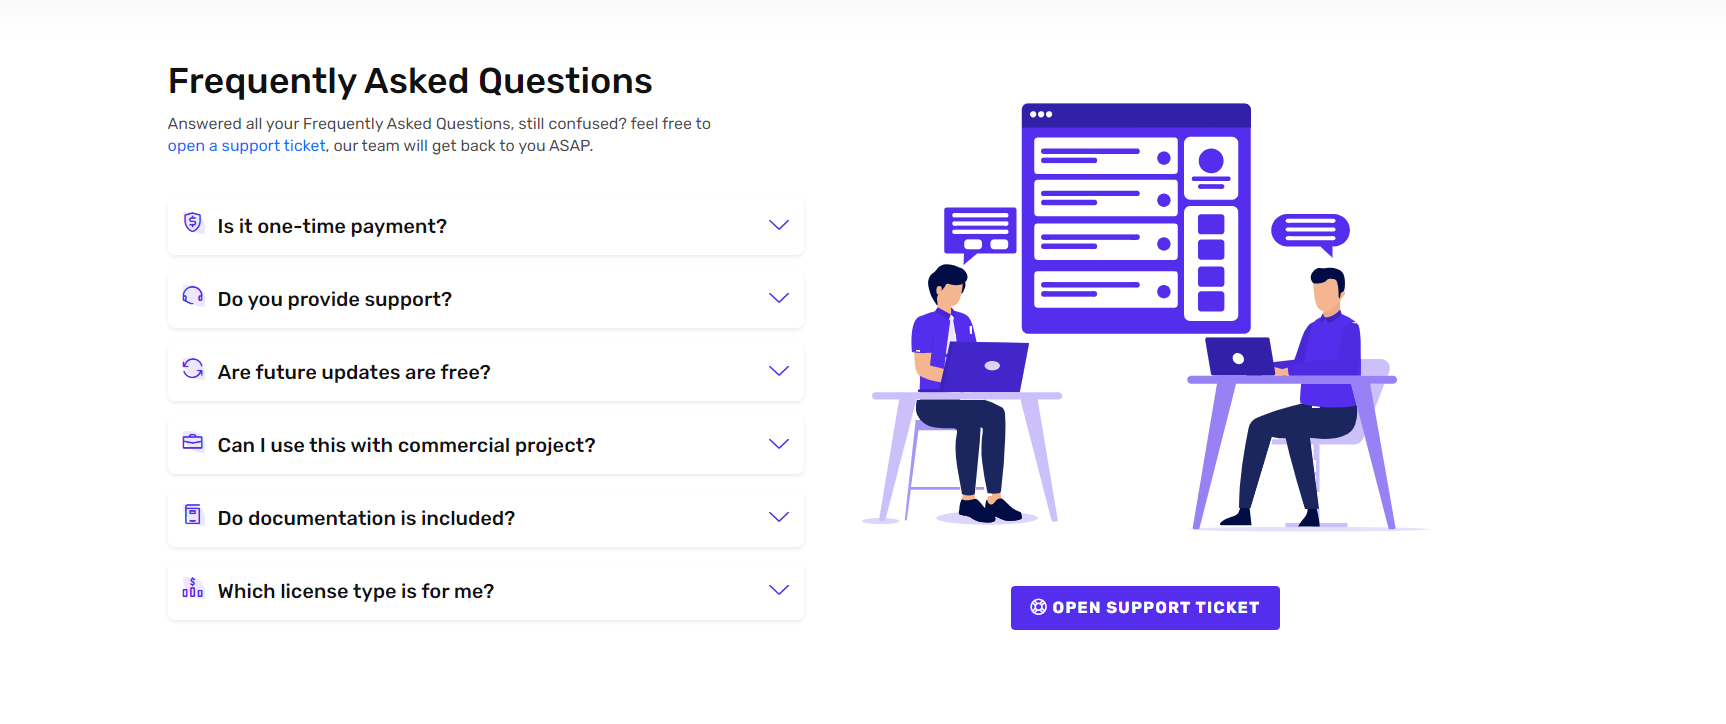 Frequently Asked Questions
Answered all your Frequently Asked Questions, still confused? feel free to
open a support ticket, our team will get back to you ASAP.
Is it one-time payment?
Do you provide support?
Are future updates are free?
Can I use this with commercial project?
Do documentation is included?
Which license type is for me?
OPEN SUPPORT TICKET